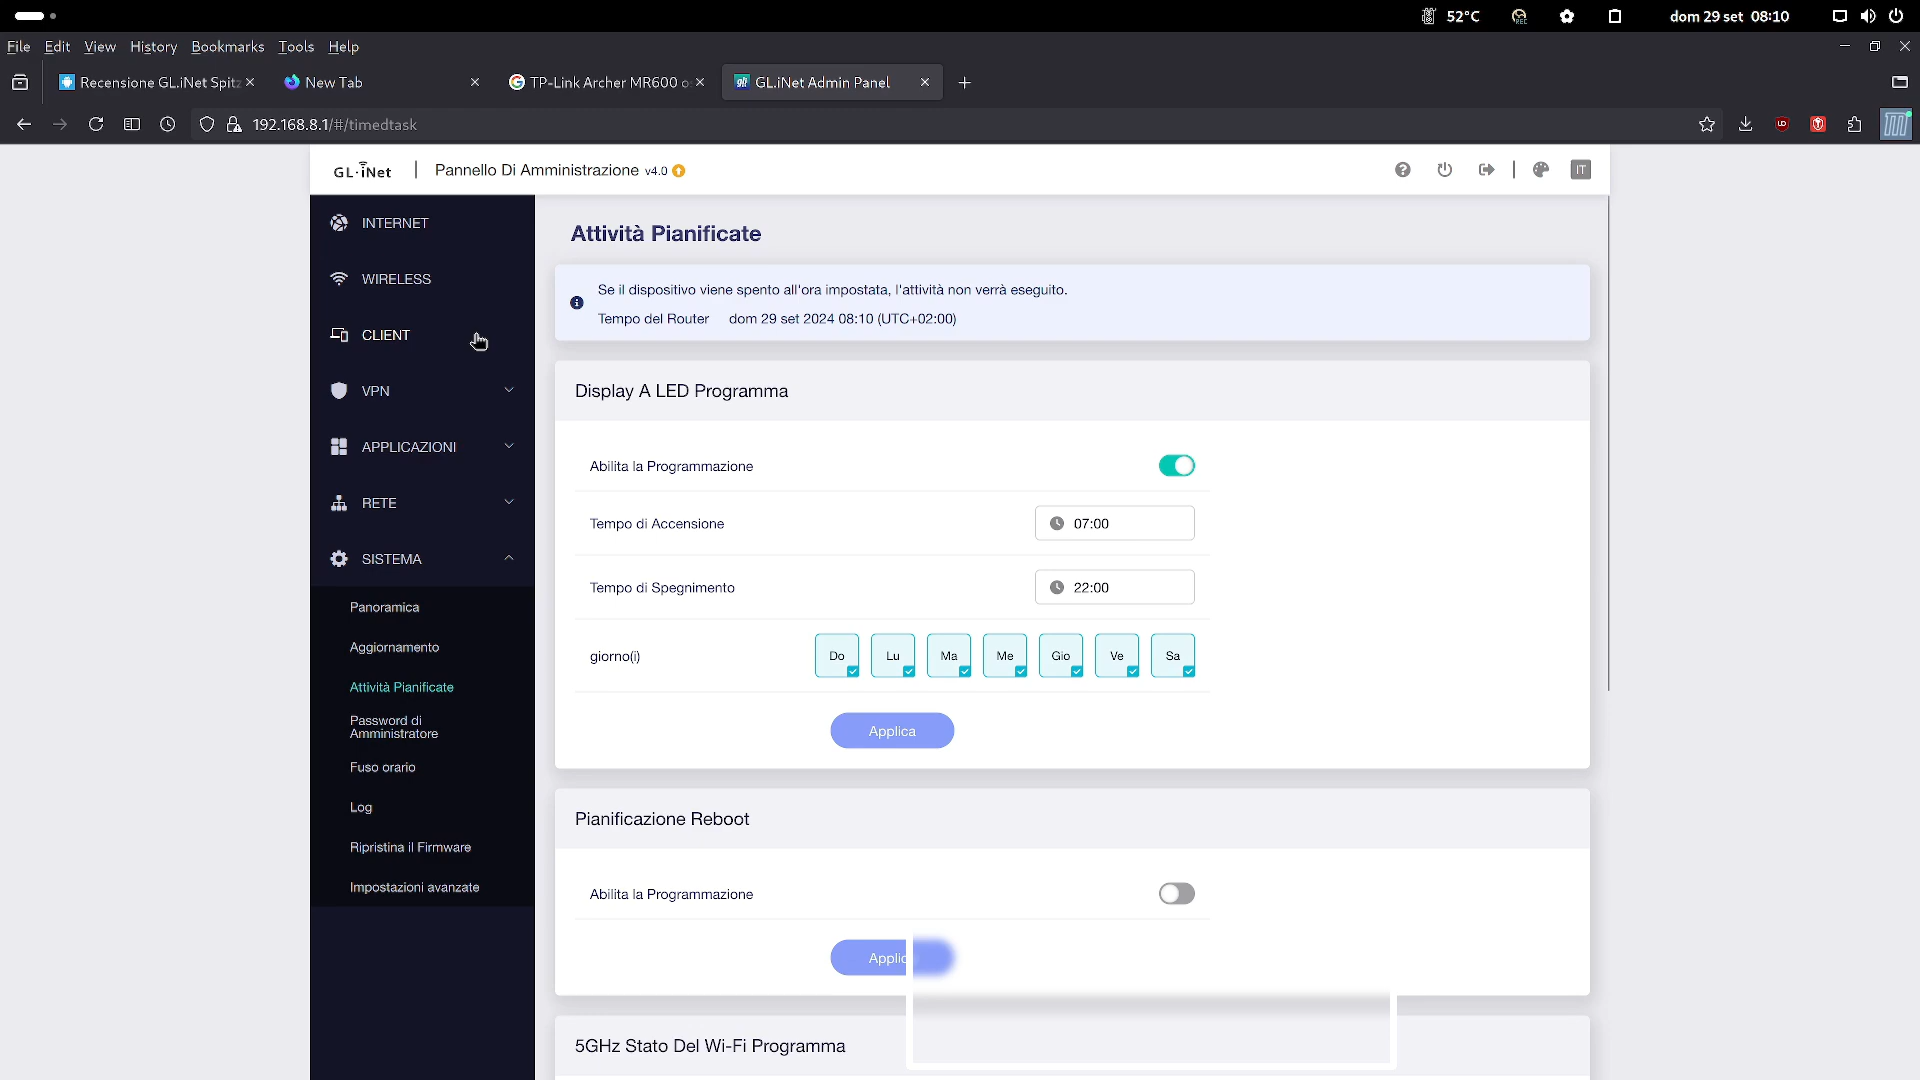 52°C
dom 29 set 08:10
File Edit View History Bookmarks Tools Help
Recensione GL.iNet Spitz
New Tab
TP-Link Archer MR600 o
GL.iNet Admin Panel
192.168.8.1/#/timedtask
GL·iNet | Pannello Di Amministrazione v4.0
IT
INTERNET
WIRELESS
CLIENT
VPN
APPLICAZIONI
RETE
SISTEMA
Panoramica
Aggiornamento
Attività Pianificate
Password di
Amministratore
Fuso orario
Log
Ripristina il Firmware
Impostazioni avanzate
Attività Pianificate
Se il dispositivo viene spento all'ora impostata, l'attività non verrà eseguito.
Tempo del Router dom 29 set 2024 08:10 (UTC+02:00)
Display A LED Programma
Abilita la Programmazione
Tempo di Accensione 07:00
Tempo di Spegnimento 22:00
giorno(i) Do Lu Ma Me Gio Ve Sa
Applica
Pianificazione Reboot
Abilita la Programmazione
Applic
5GHz Stato Del Wi-Fi Programma